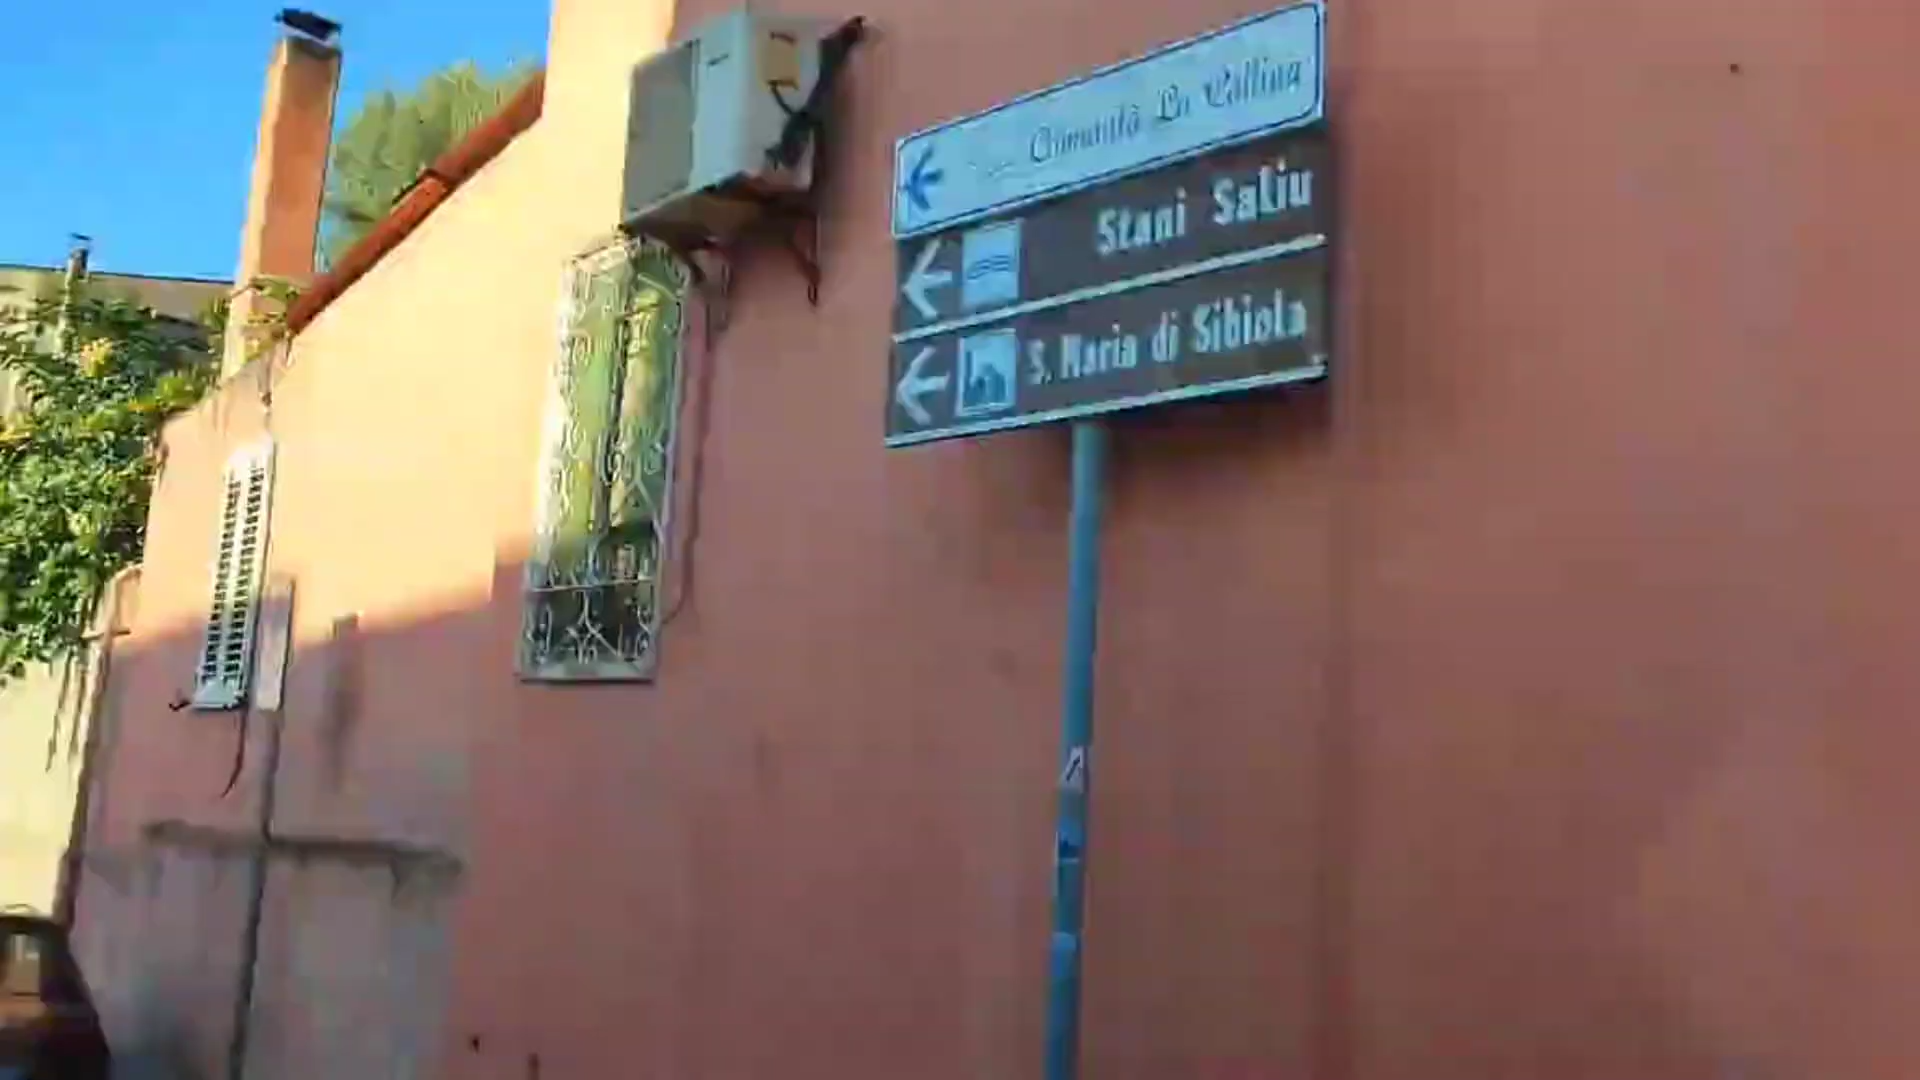 Comunità La Collina
Stani Saliu
S. Maria di Sibiola